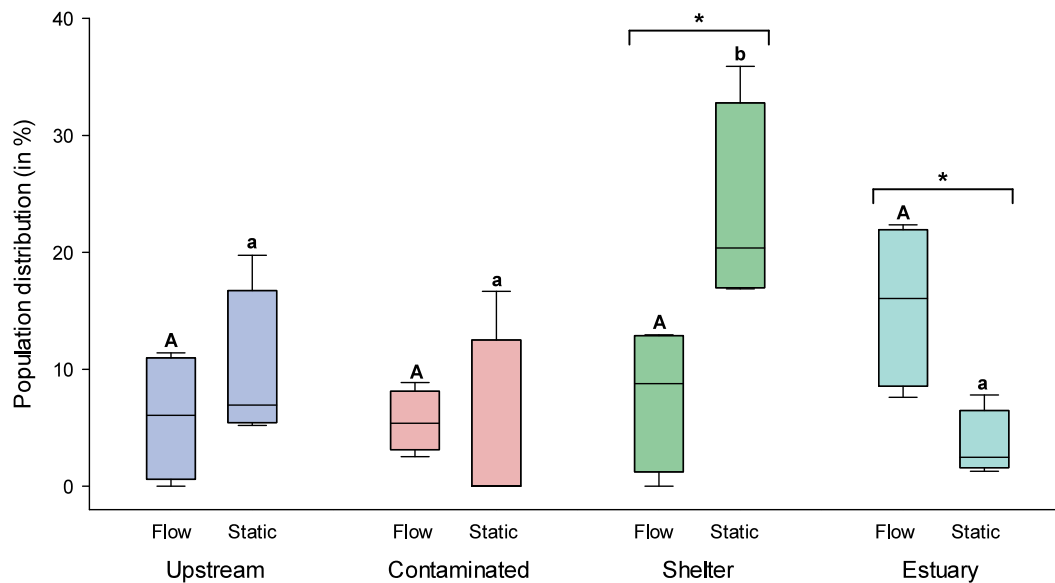 Population distribution (in %)
40
30
20
10
0
*
*
A
a
A
a
A
b
A
a
Flow Static Flow Static Flow Static Flow Static
Upstream Contaminated Shelter Estuary